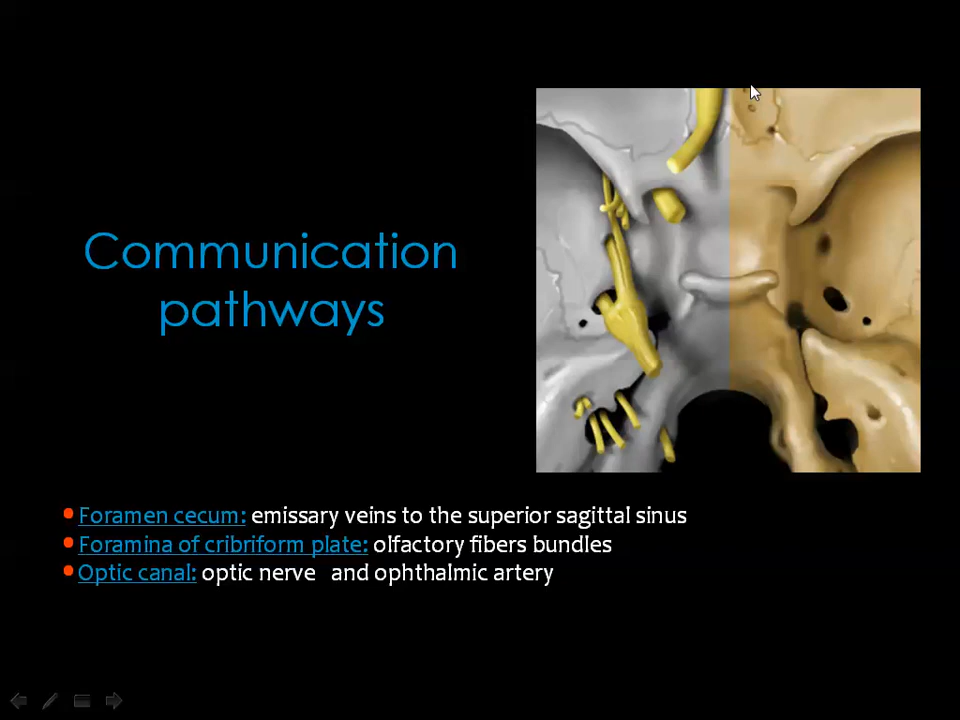 Communication
pathways
• Foramen cecum: emissary veins to the superior sagittal sinus
• Foramina of cribriform plate: olfactory fibers bundles
• Optic canal: optic nerve and ophthalmic artery